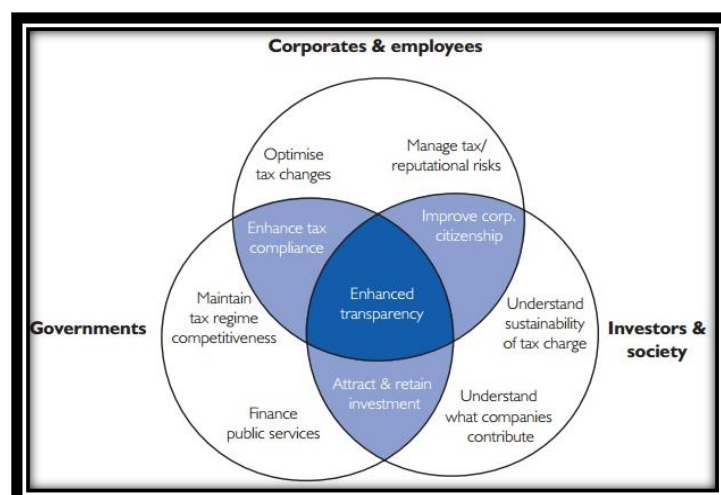 Corporates & employees
Optimise
tax changes
Manage tax/
reputational risks
Enhance tax
compliance
Improve corp.
citizenship
Enhanced
transparency
Governments
Maintain
tax regime
competitiveness
Understand
sustainability
of tax charge
Investors &
society
Attract & retain
investment
Finance
public services
Understand
what companies
contribute